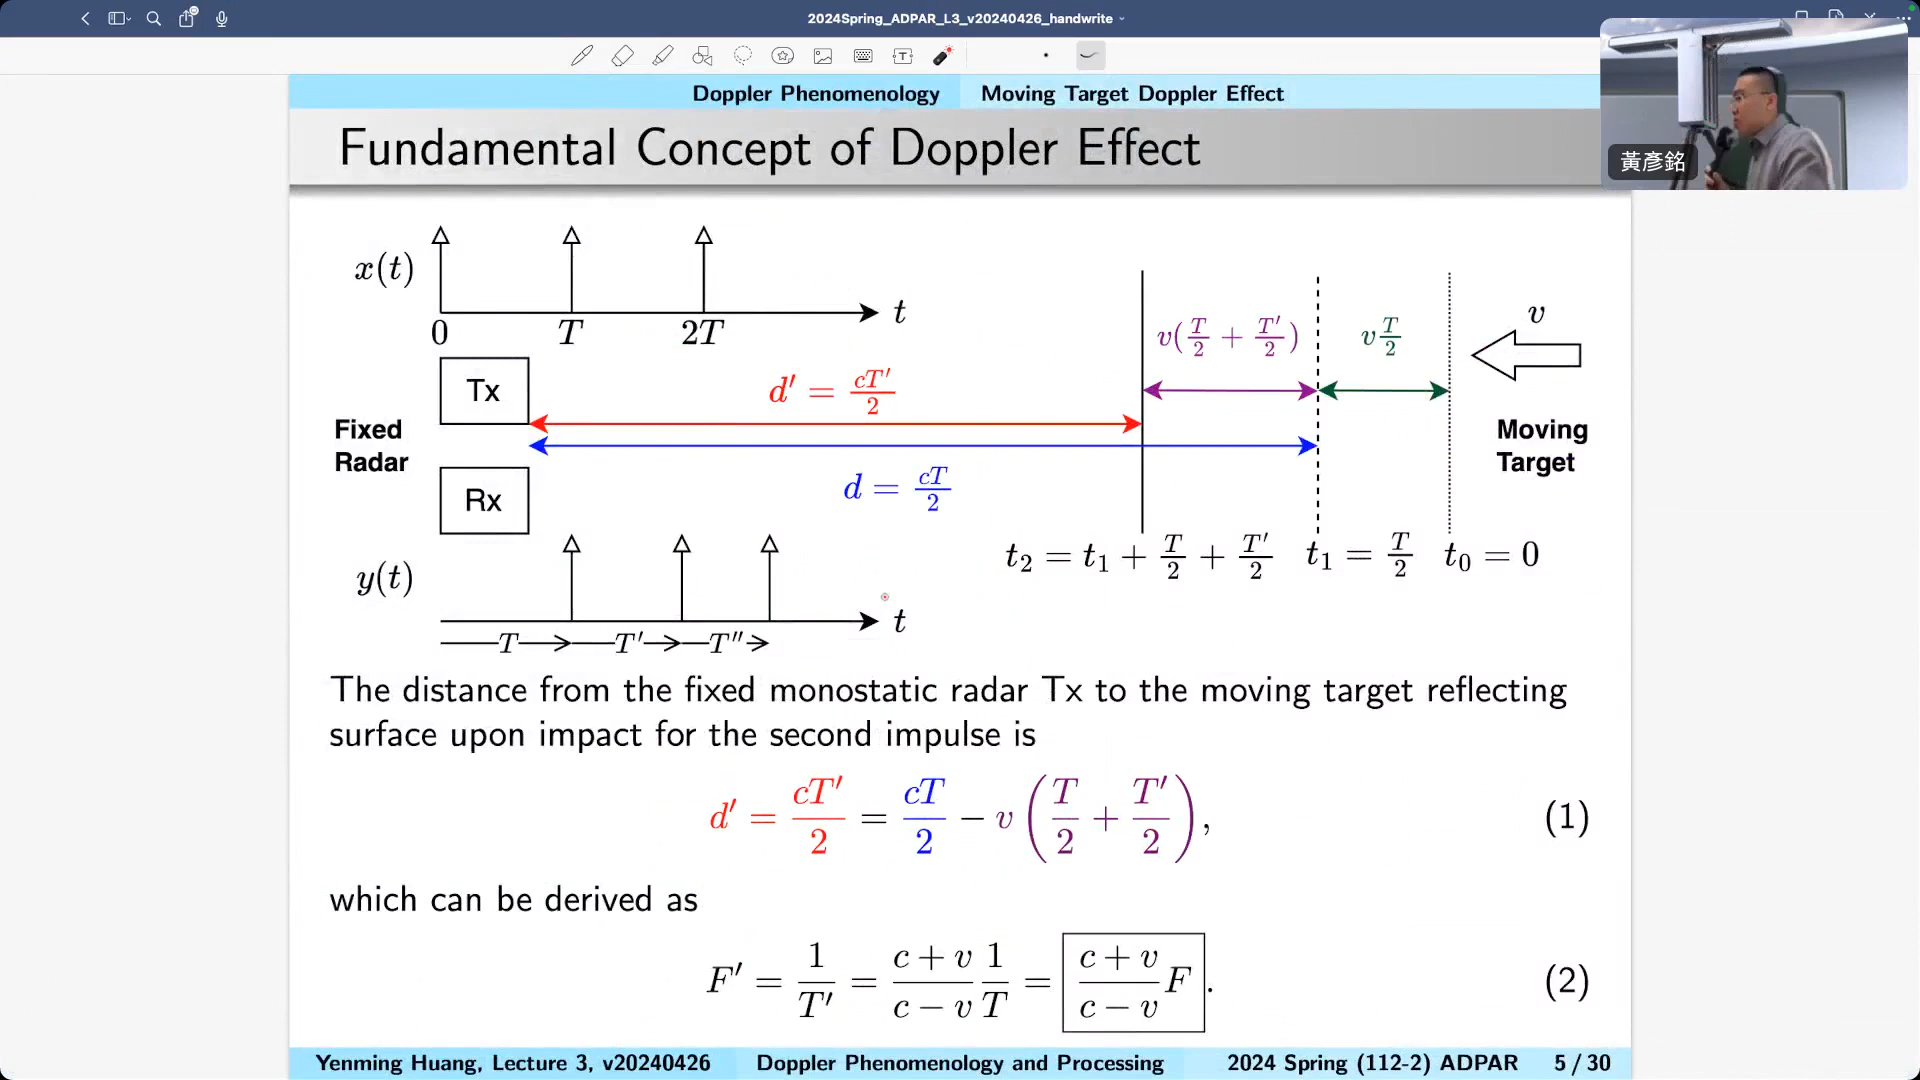 2024Spring_ADPAR_L3_v20240426_handwrite
黃彥銘
Doppler Phenomenology Moving Target Doppler Effect
Fundamental Concept of Doppler Effect
x(t)
t
0 T 2T
Tx
Fixed
Radar
Rx
d′ = cT′/2
d = cT/2
v(T/2 + T′/2)
vT/2
v
Moving
Target
t₂ = t₁ + T/2 + T′/2 t₁ = T/2 t₀ = 0
y(t)
t
T T′ T″
The distance from the fixed monostatic radar Tx to the moving target reflecting
surface upon impact for the second impulse is
d′ = cT′/2 = cT/2 − v(T/2 + T′/2), (1)
which can be derived as
F′ = 1/T′ = (c + v)/(c − v) 1/T = (c + v)/(c − v) F. (2)
Yenming Huang, Lecture 3, v20240426 Doppler Phenomenology and Processing 2024 Spring (112-2) ADPAR 5 / 30